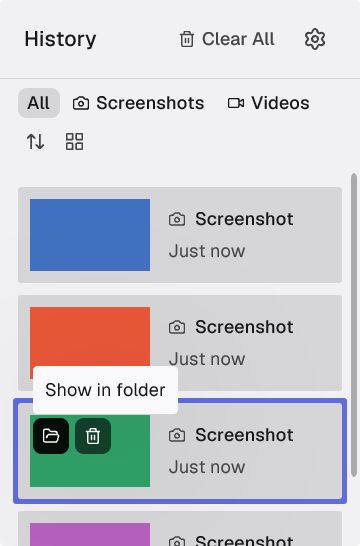 History
Clear All
All
Screenshots
Videos
Screenshot
Just now
Screenshot
Just now
Show in folder
Screenshot
Just now
Screenshot